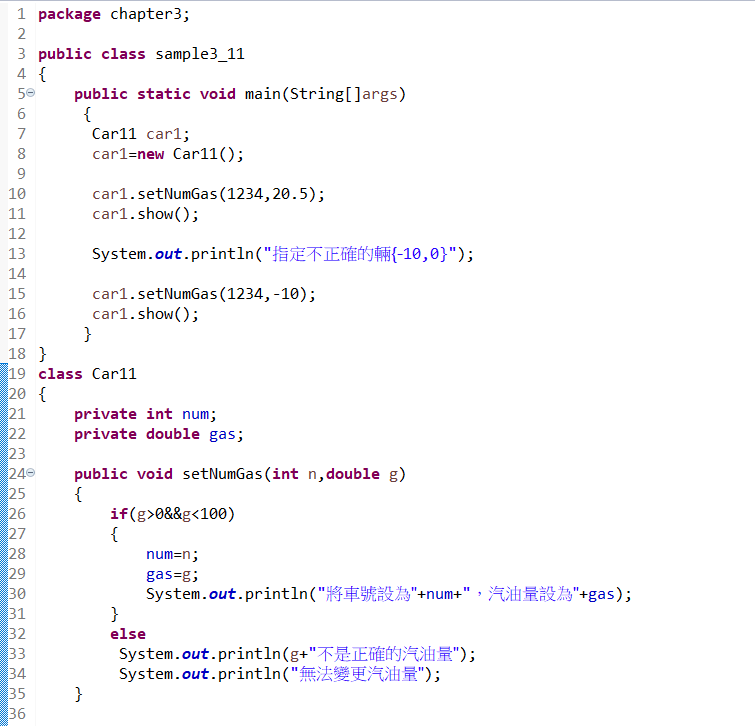 1 package chapter3;
2
3 public class sample3_11
4 {
5 public static void main(String[]args)
6 {
7 Car11 car1;
8 car1=new Car11();
9
10 car1.setNumGas(1234,20.5);
11 car1.show();
12
13 System.out.println("指定不正確的輛{-10,0}");
14
15 car1.setNumGas(1234,-10);
16 car1.show();
17 }
18 }
19 class Car11
20 {
21 private int num;
22 private double gas;
23
24 public void setNumGas(int n,double g)
25 {
26 if(g>0&&g<100)
27 {
28 num=n;
29 gas=g;
30 System.out.println("將車號設為"+num+"，汽油量設為"+gas);
31 }
32 else
33 System.out.println(g+"不是正確的汽油量");
34 System.out.println("無法變更汽油量");
35 }
36